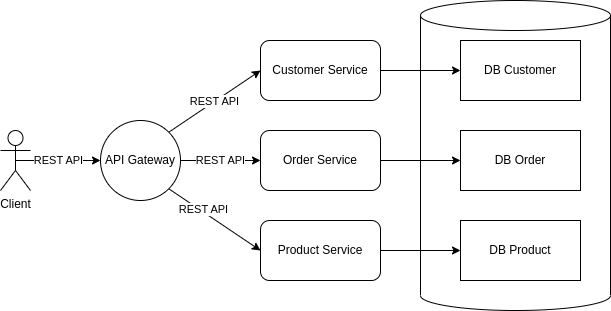 Customer Service
DB Customer
REST API
REST API
API Gateway
REST API
Order Service
DB Order
Client
REST API
Product Service
DB Product